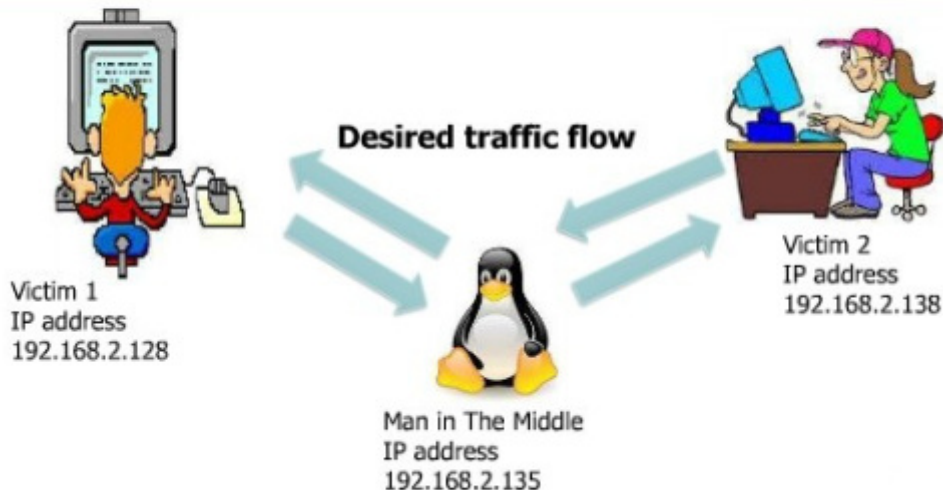 Desired traffic flow
Victim 1
IP address
192.168.2.128
Victim 2
IP address
192.168.2.138
Man in The Middle
IP address
192.168.2.135